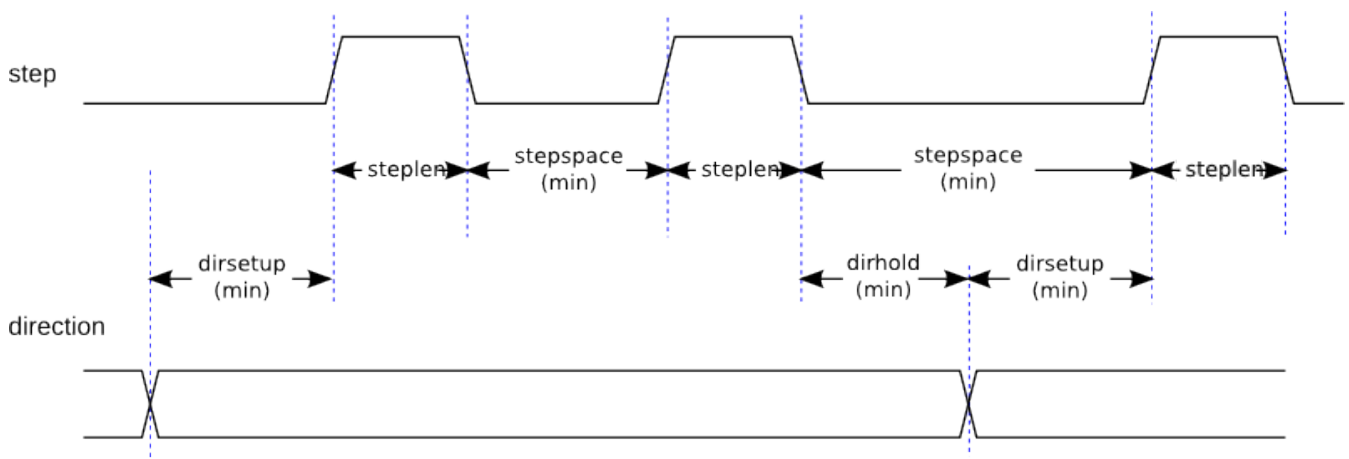 step
steplen
stepspace
(min)
steplen
stepspace
(min)
steplen
dirsetup
(min)
dirhold
(min)
dirsetup
(min)
direction